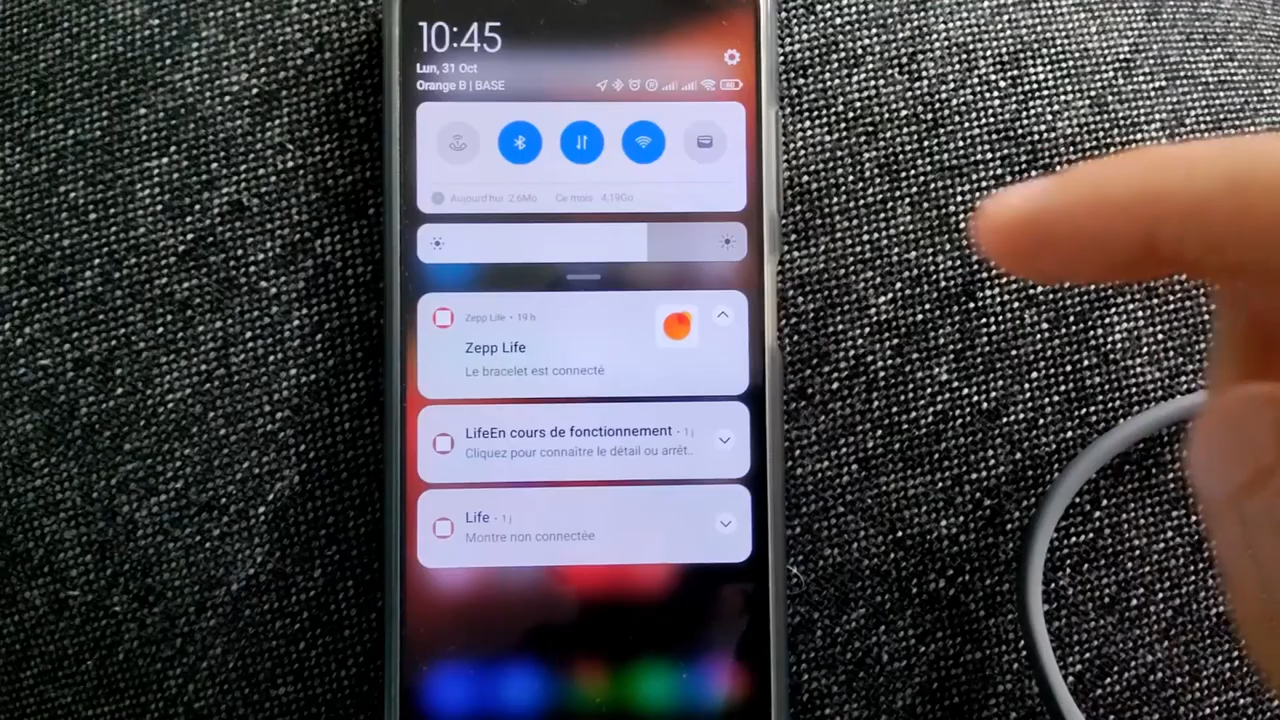 10:45
Lun, 31 Oct
Orange B | BASE
Aujourd'hui 2,6Mo Ce mois 4,19Go
Zepp Life • 19 h
Zepp Life
Le bracelet est connecté
LifeEn cours de fonctionnement • 1 j
Cliquez pour connaître le détail ou arrêt..
Life • 1 j
Montre non connectée